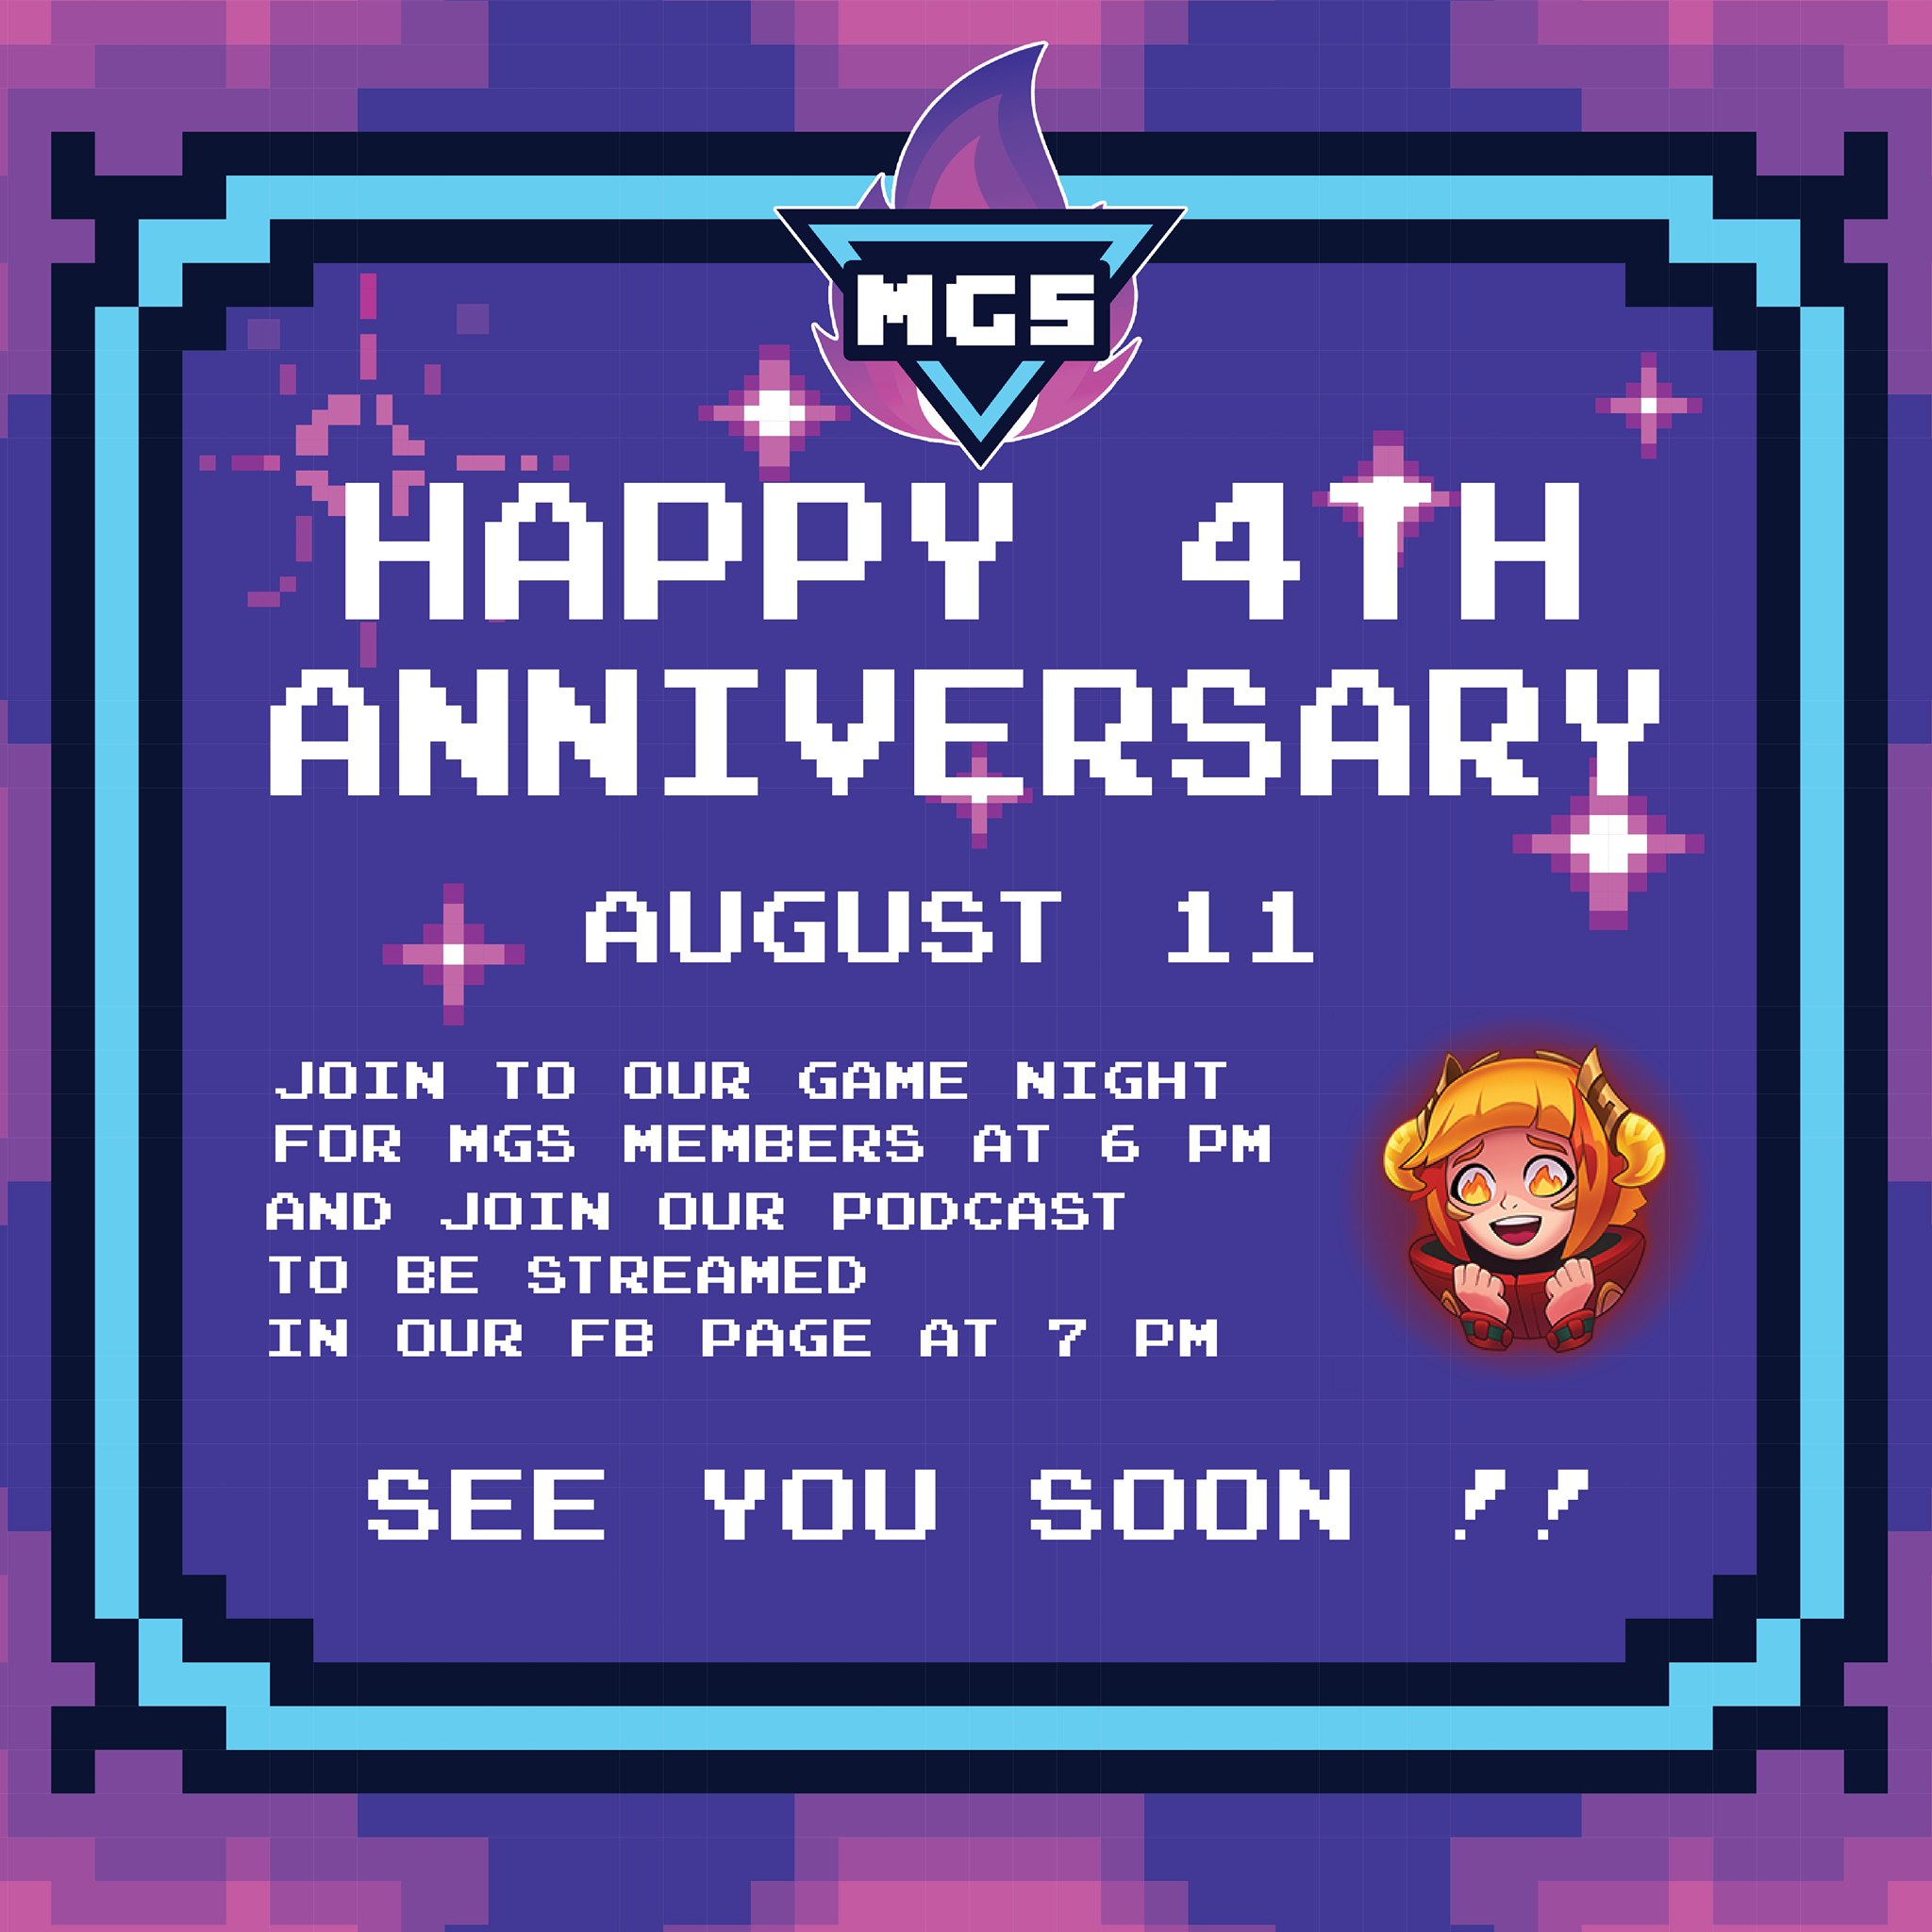 MGS
HAPPY 4TH
ANNIVERSARY
AUGUST 11
JOIN TO OUR GAME NIGHT
FOR MGS MEMBERS AT 6 PM
AND JOIN OUR PODCAST
TO BE STREAMED
IN OUR FB PAGE AT 7 PM
SEE YOU SOON !!